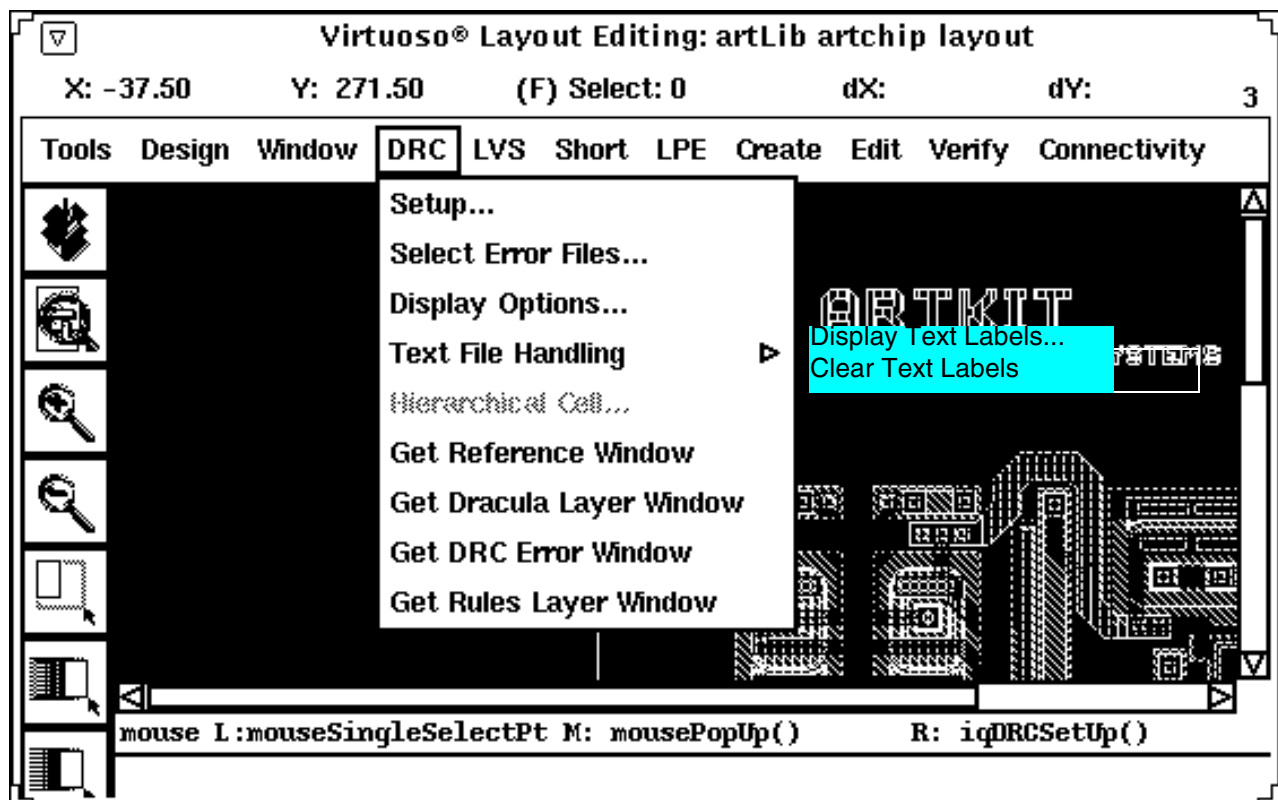 Virtuoso® Layout Editing: artLib artchip layout
X: -37.50 Y: 271.50 (F) Select: 0 dX: dY: 3
Tools Design Window DRC LVS Short LPE Create Edit Verify Connectivity
Setup...
Select Error Files...
Display Options...
Text File Handling
Hierarchical Cell...
Get Reference Window
Get Dracula Layer Window
Get DRC Error Window
Get Rules Layer Window
ARTKIT
Display Text Labels...
Clear Text Labels
mouse L:mouseSingleSelectPt M: mousePopUp() R: iqDRCSetUp()